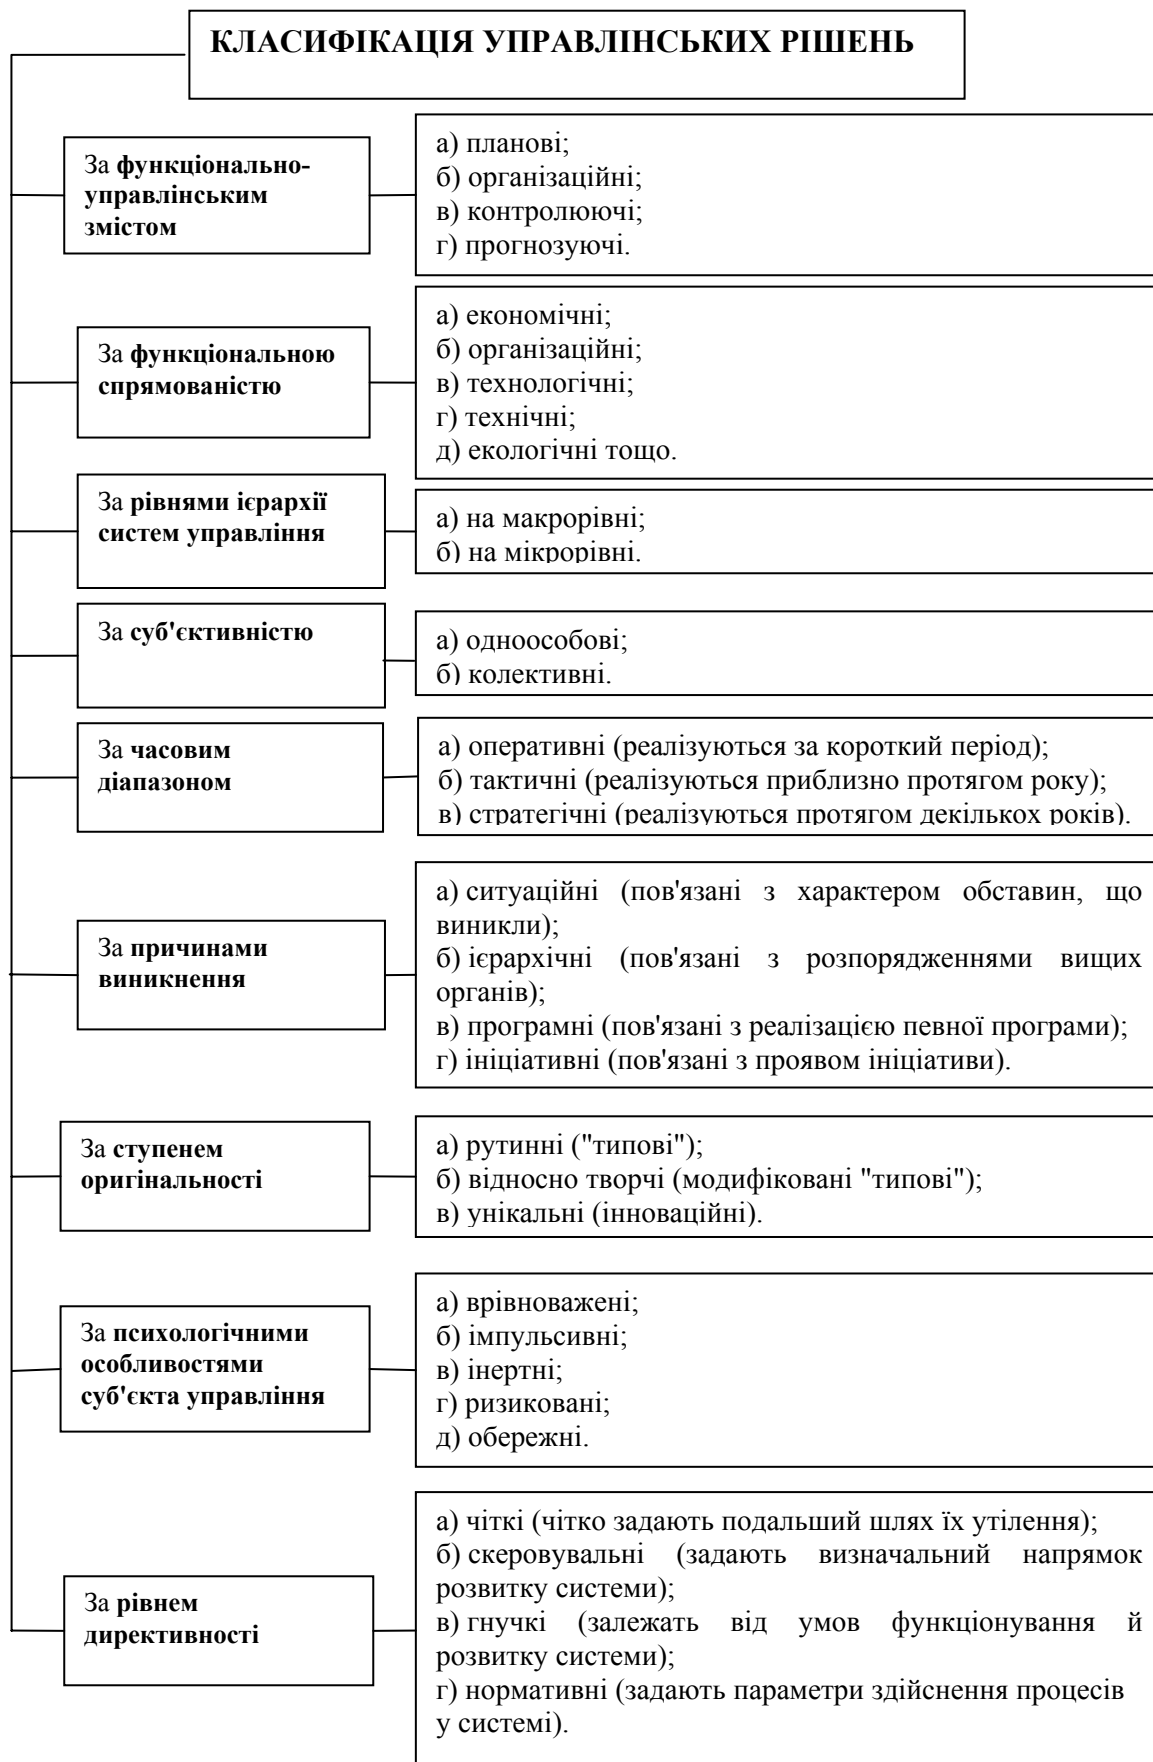 КЛАСИФІКАЦІЯ УПРАВЛІНСЬКИХ РІШЕНЬ
За функціонально-
управлінським
змістом
а) планові;
б) організаційні;
в) контролюючі;
г) прогнозуючі.
За функціональною
спрямованістю
а) економічні;
б) організаційні;
в) технологічні;
г) технічні;
д) екологічні тощо.
За рівнями ієрархії
систем управління
а) на макрорівні;
б) на мікрорівні.
За суб'єктивністю
а) одноособові;
б) колективні.
За часовим
діапазоном
а) оперативні (реалізуються за короткий період);
б) тактичні (реалізуються приблизно протягом року);
в) стратегічні (реалізуються протягом декількох років).
За причинами
виникнення
а) ситуаційні (пов'язані з характером обставин, що
виникли);
б) ієрархічні (пов'язані з розпорядженнями вищих
органів);
в) програмні (пов'язані з реалізацією певної програми);
г) ініціативні (пов'язані з проявом ініціативи).
За ступенем
оригінальності
а) рутинні ("типові");
б) відносно творчі (модифіковані "типові");
в) унікальні (інноваційні).
За психологічними
особливостями
суб'єкта управління
а) врівноважені;
б) імпульсивні;
в) інертні;
г) ризиковані;
д) обережні.
За рівнем
директивності
а) чіткі (чітко задають подальший шлях їх утілення);
б) скеровувальні (задають визначальний напрямок
розвитку системи);
в) гнучкі (залежать від умов функціонування й
розвитку системи);
г) нормативні (задають параметри здійснення процесів
у системі).